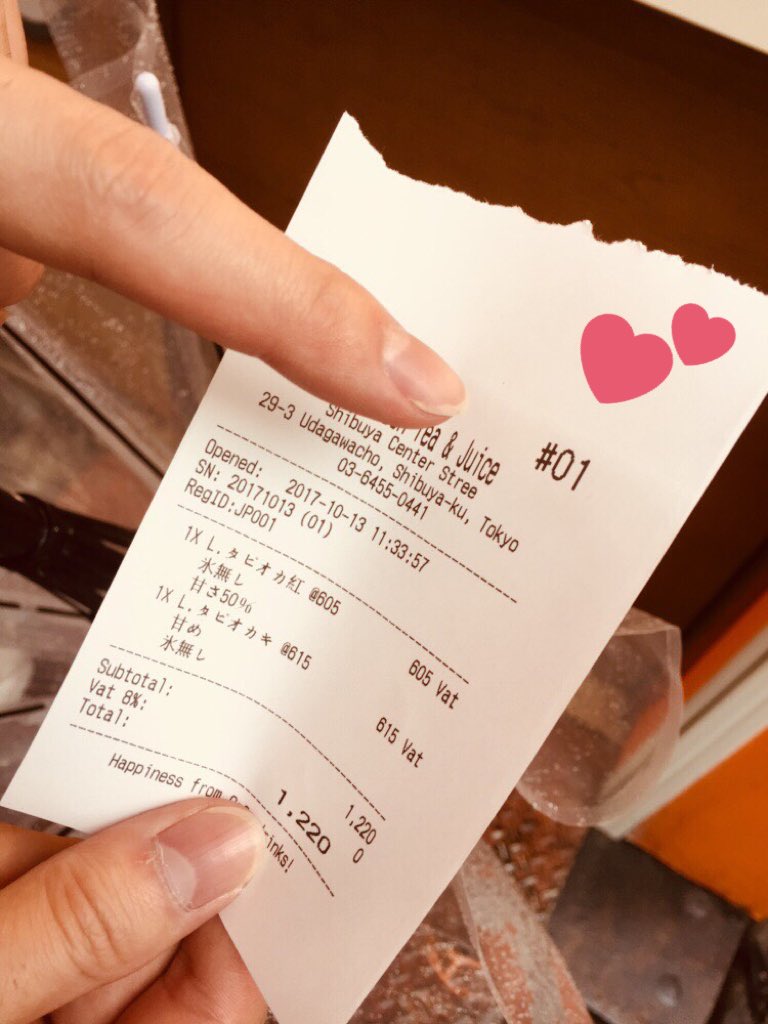 Tea & Juice
#01
Shibuya Center Stree
29-3 Udagawacho, Shibuya-ku, Tokyo
03-6455-0441
Opened: 2017-10-13 11:33:57
SN: 20171013 (01)
RegID:JP001
1X L.タピオカ紅 @605 605 Vat
氷無し
甘さ50%
1X L.タピオカキ @615 615 Vat
甘め
氷無し
Subtotal: 1,220
Vat 8%: 0
Total: 1,220
Happiness from